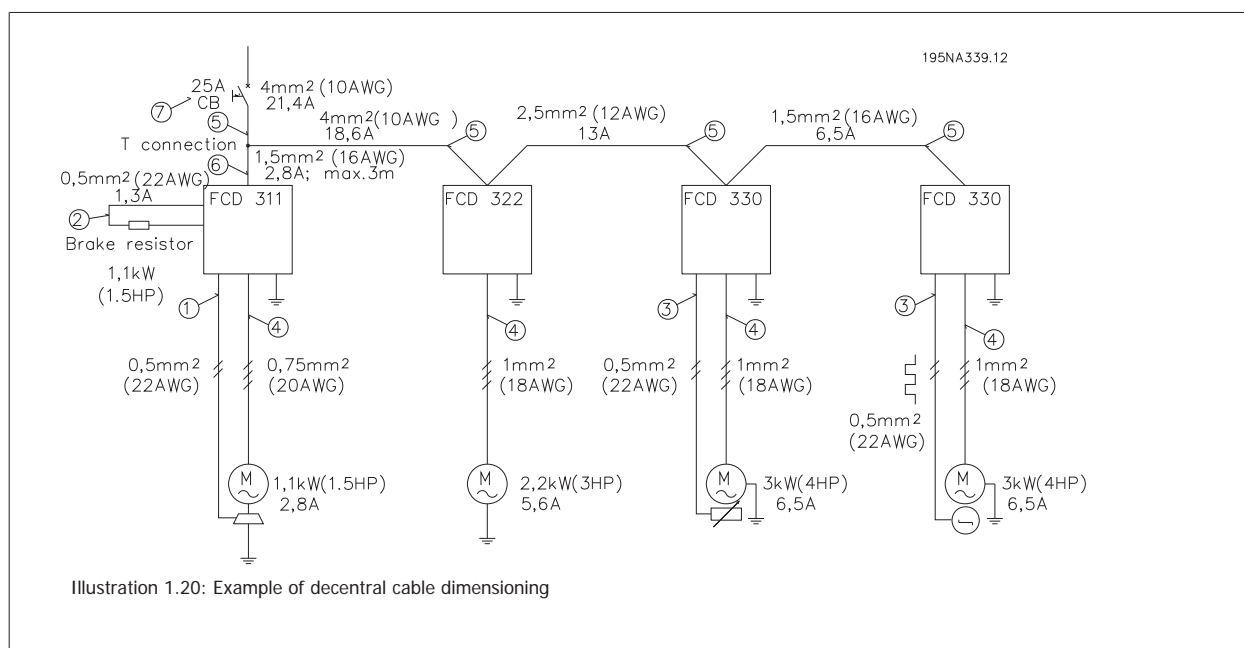 195NA339.12
25A
CB
4mm² (10AWG)
21,4A
7
5
T connection
4mm²(10AWG )
18,6A
5
2,5mm² (12AWG)
13A
5
1,5mm² (16AWG)
6,5A
5
6
1,5mm² (16AWG)
2,8A; max.3m
0,5mm² (22AWG)
1,3A
2
Brake resistor
FCD 311
FCD 322
FCD 330
FCD 330
1,1kW
(1.5HP)
1
4
4
3
4
3
4
0,5mm²
(22AWG)
0,75mm²
(20AWG)
1mm²
(18AWG)
0,5mm²
(22AWG)
1mm²
(18AWG)
1mm²
(18AWG)
0,5mm²
(22AWG)
M
1,1kW(1.5HP)
2,8A
M
2,2kW(3HP)
5,6A
M
3kW(4HP)
6,5A
M
3kW(4HP)
6,5A
Illustration 1.20: Example of decentral cable dimensioning